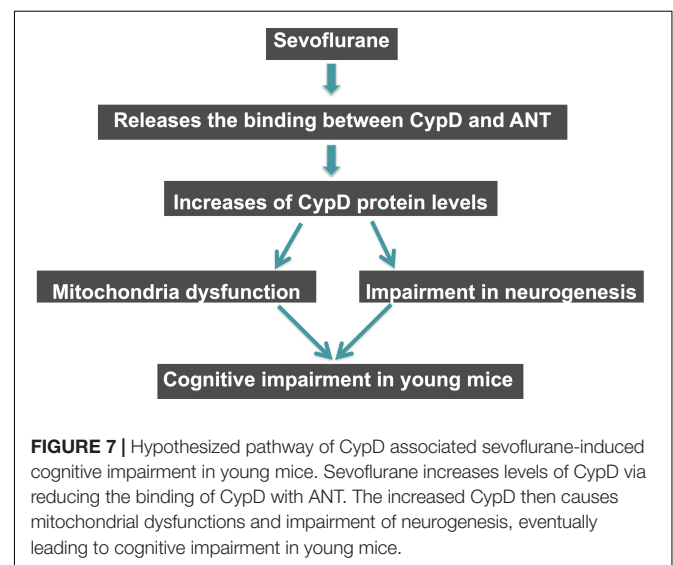 Sevoflurane
Releases the binding between CypD and ANT
Increases of CypD protein levels
Mitochondria dysfunction
Impairment in neurogenesis
Cognitive impairment in young mice
FIGURE 7 | Hypothesized pathway of CypD associated sevoflurane-induced
cognitive impairment in young mice. Sevoflurane increases levels of CypD via
reducing the binding of CypD with ANT. The increased CypD then causes
mitochondrial dysfunctions and impairment of neurogenesis, eventually
leading to cognitive impairment in young mice.